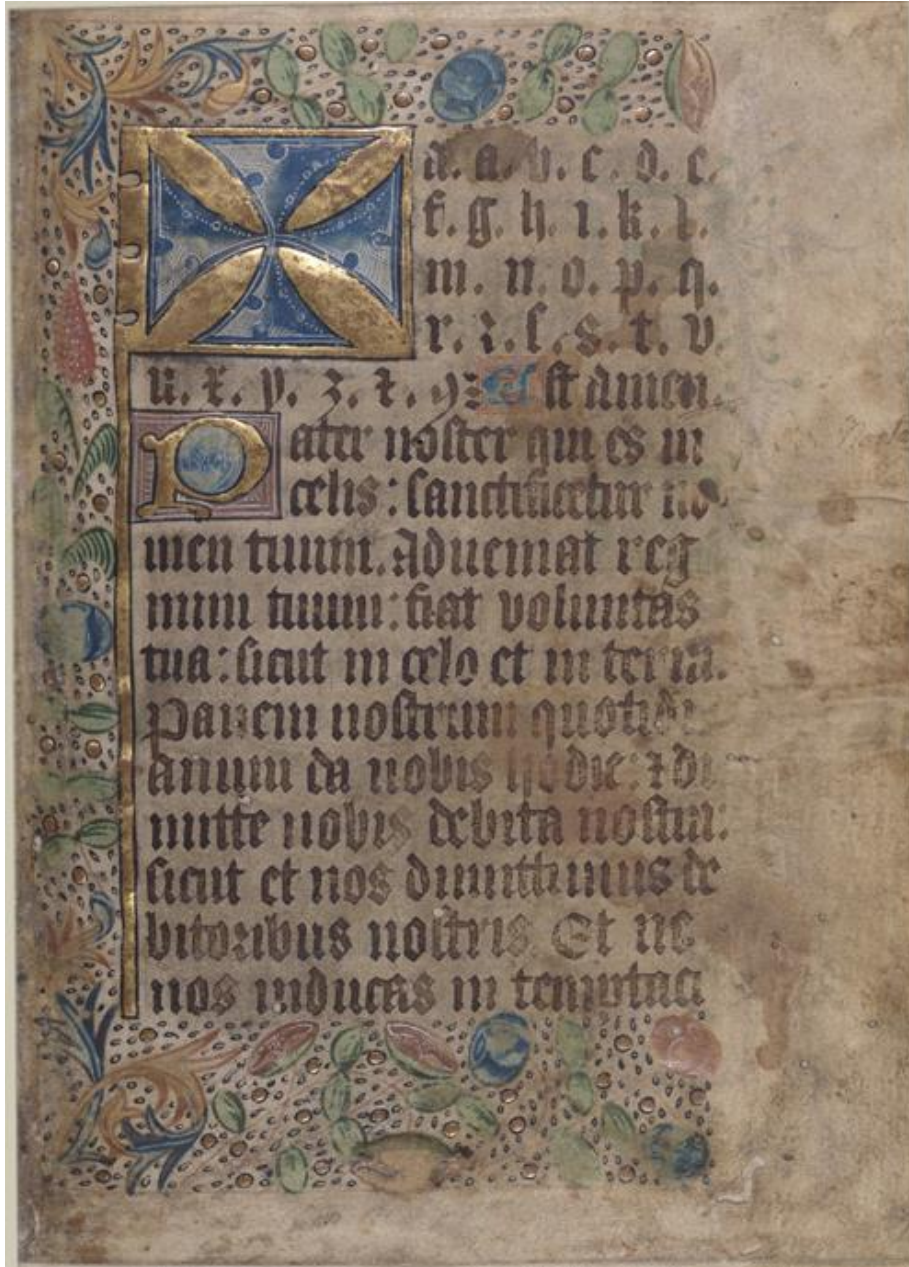 A. a. b. c. d. e.
f. g. h. i. k. l.
m. n. o. p. q.
r. ꝛ. ſ. s. t. v
u. x. y. z. ⁊. ꝯ Eſt amen.
Pater noſter qui es in
celis: ſanctificetur no
men tuum. Adueniat reg
num tuum: fiat voluntas
tua: ſicut in celo et in terra.
Panem noſtrum quotidi
anum da nobis hodie: ⁊ di
mitte nobis debita noſtra:
ſicut et nos dimittimus de
bitoribus noſtris Et ne
nos inducas in temptaci